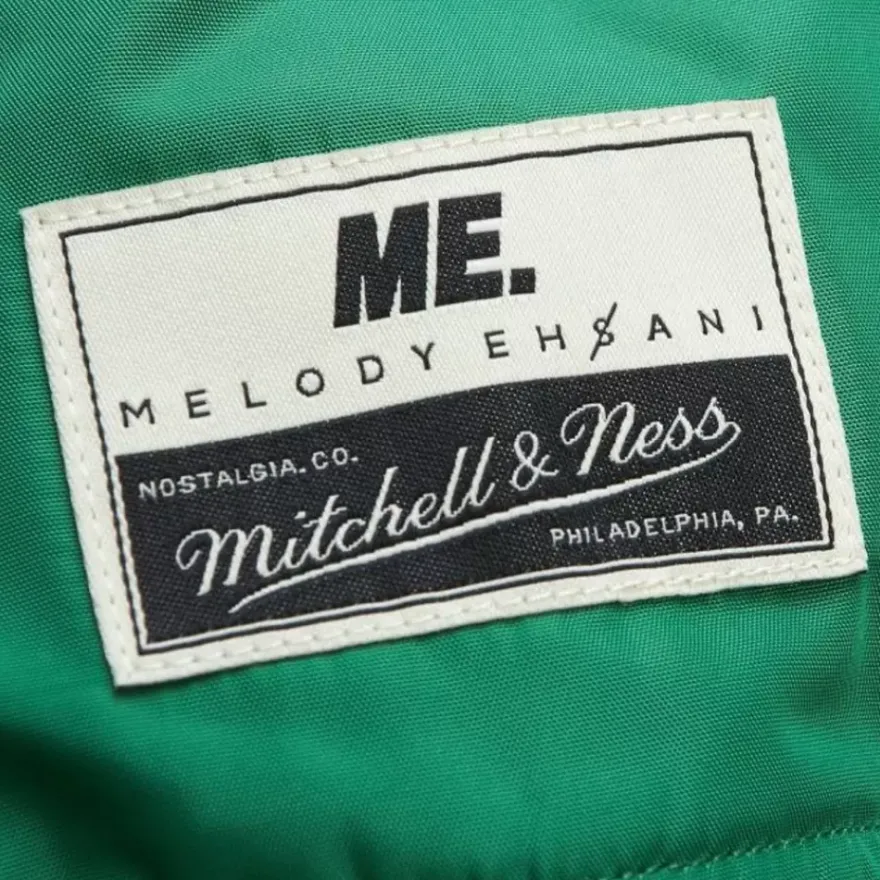 ME.
MELODY EHSANI
NOSTALGIA. CO.
Mitchell & Ness
PHILADELPHIA, PA.